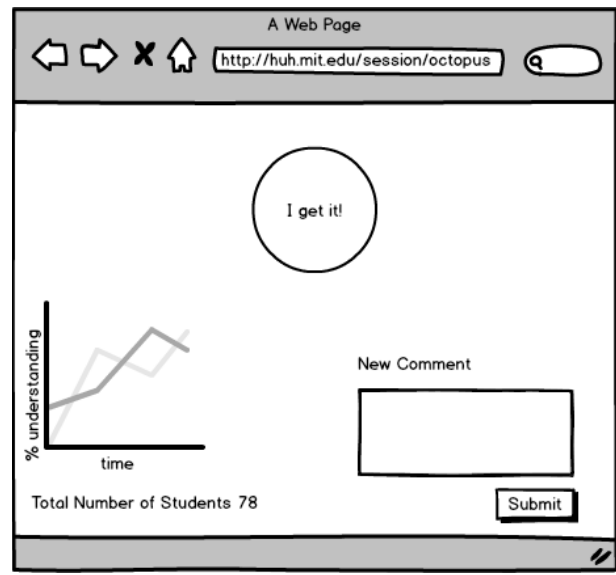 A Web Page
http://huh.mit.edu/session/octopus
I get it!
% understanding
time
Total Number of Students 78
New Comment
Submit